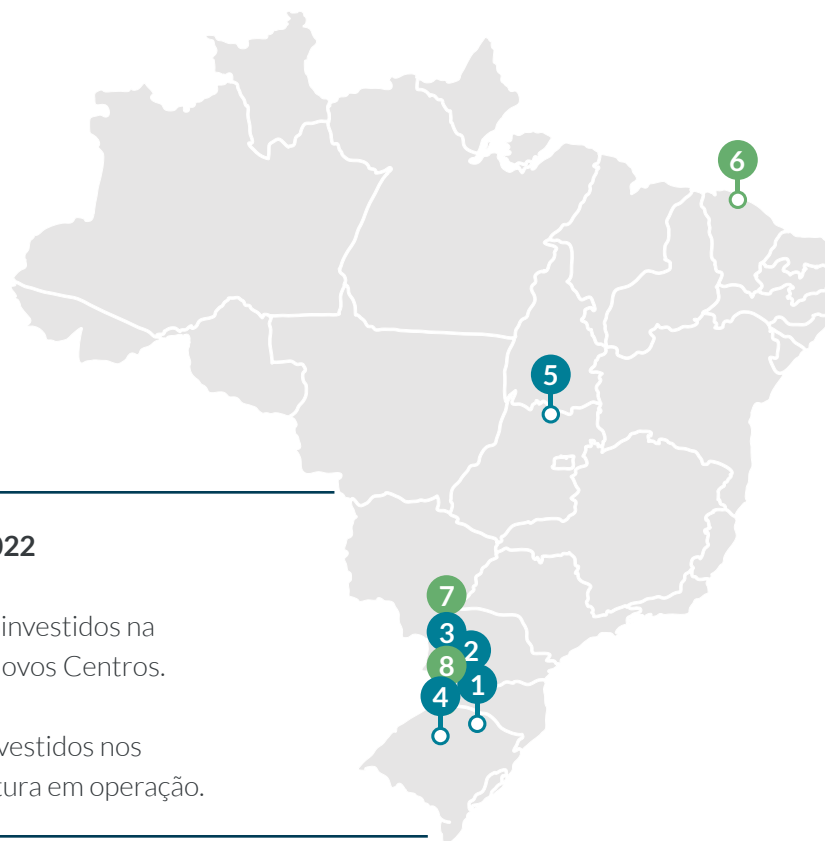 6
5
022
7
investidos na
3
2
ovos Centros.
8
1
4
vestidos nos
tura em operação.